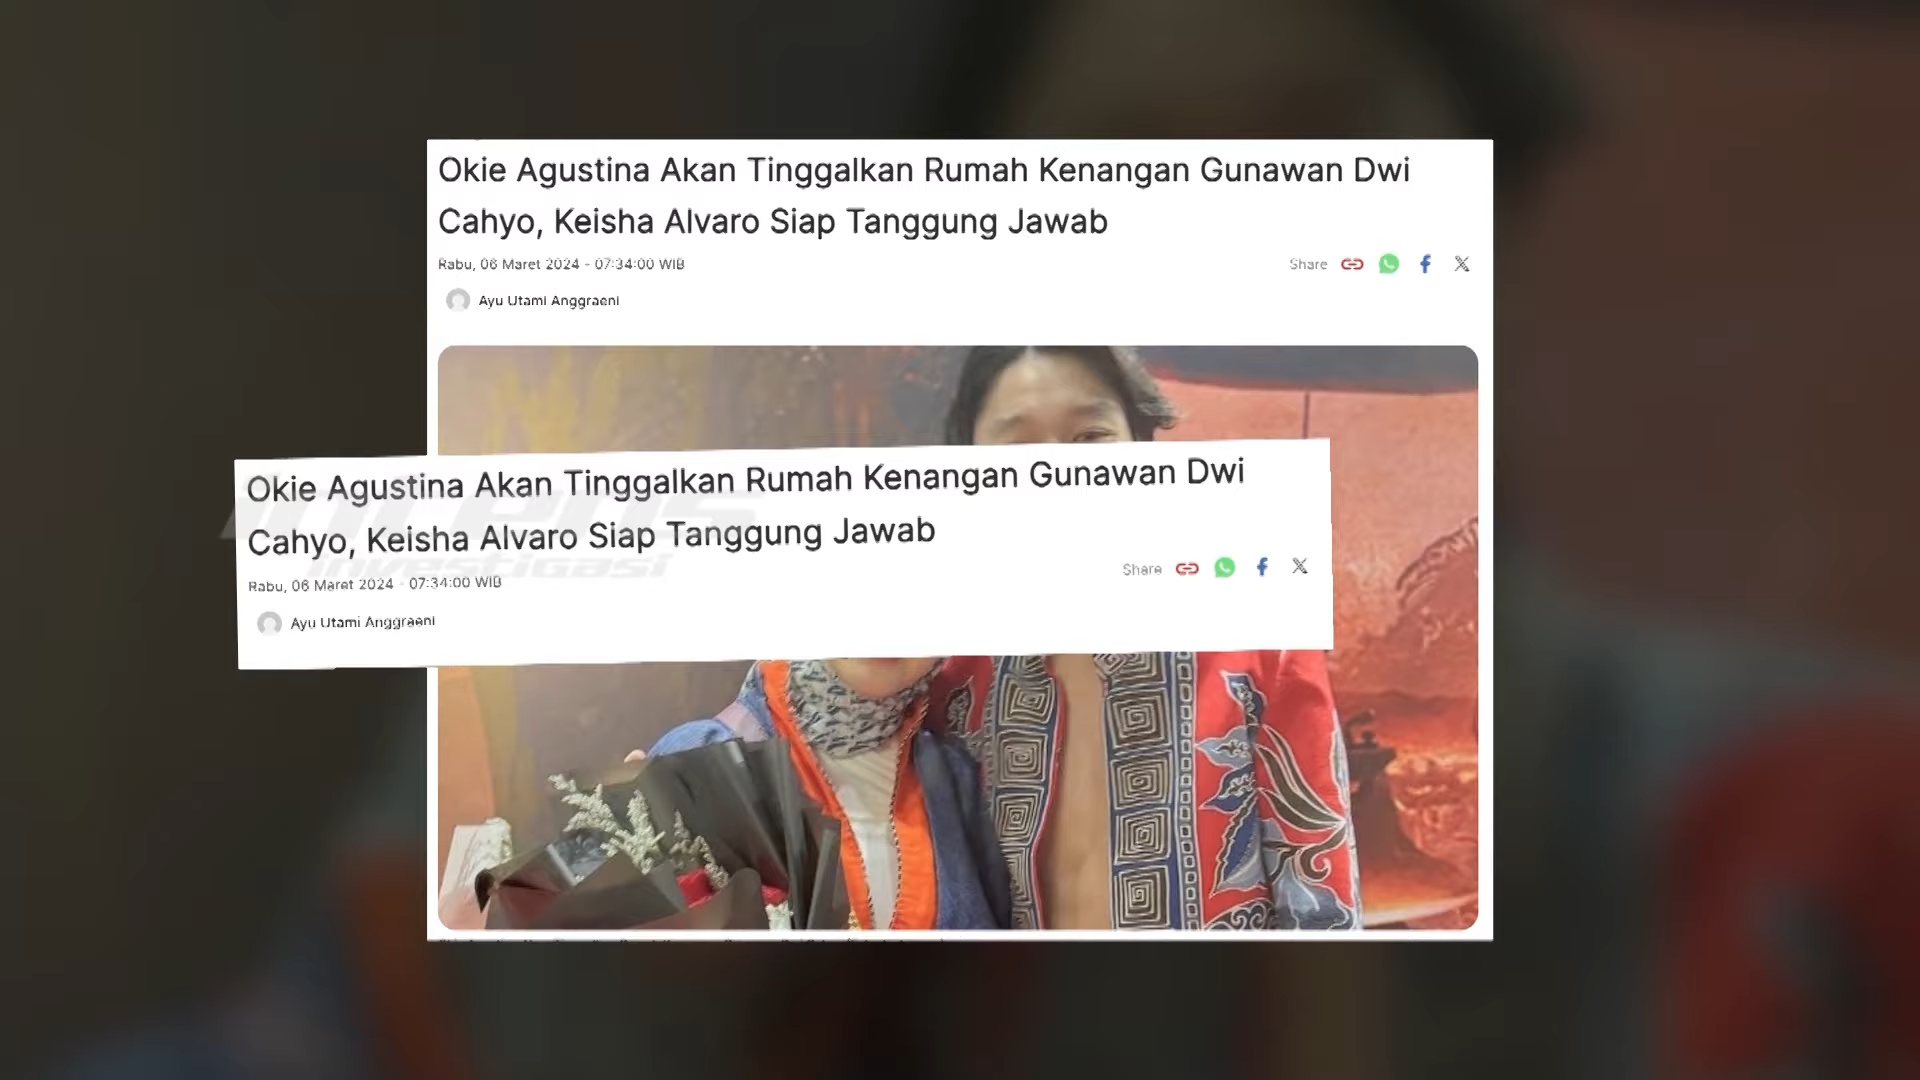 Okie Agustina Akan Tinggalkan Rumah Kenangan Gunawan Dwi
Cahyo, Keisha Alvaro Siap Tanggung Jawab
Rabu, 06 Maret 2024 - 07:34:00 WIB
Share
Ayu Utami Anggraeni
Okie Agustina Akan Tinggalkan Rumah Kenangan Gunawan Dwi
Cahyo, Keisha Alvaro Siap Tanggung Jawab
Rabu, 06 Maret 2024 - 07:34:00 WIB
Share
Ayu Utami Anggraeni
intens
investigasi